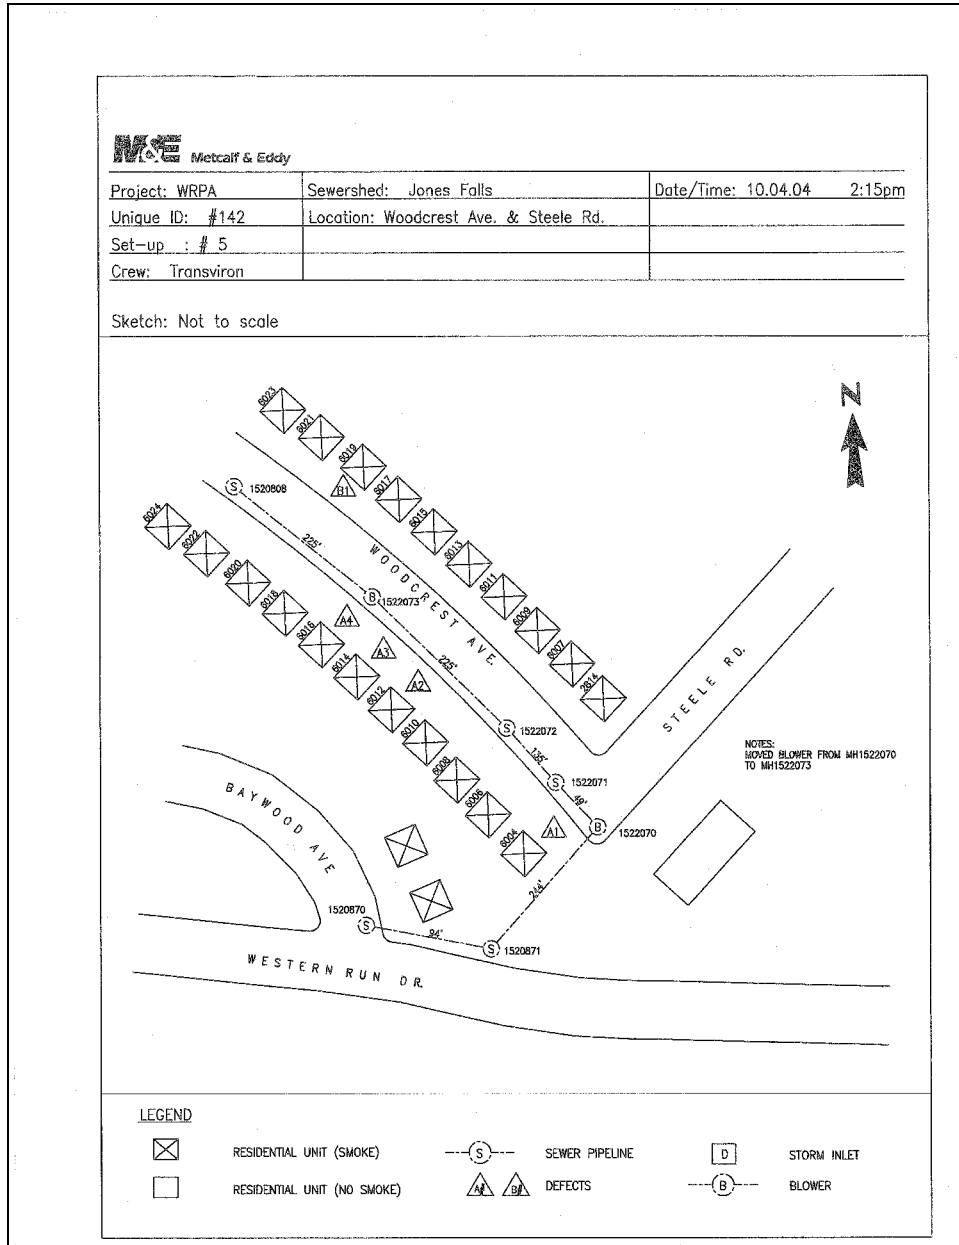 M&E Metcalf & Eddy
Project: WRPA Sewershed: Jones Falls Date/Time: 10.04.04 2:15pm
Unique ID: #142 Location: Woodcrest Ave. & Steele Rd.
Set-up : # 5
Crew: Transviron
Sketch: Not to scale
N
6023
6021
6019
B1
6017
6015
6013
6011
6009
6007
2814
S 1520808
225'
WOODCREST AVE.
6024
6022
6020
6018
6016
6014
6012
6010
6008
6006
6004
B 1522073
A4
A3
A2
225'
STEELE RD.
S 1522072
135'
S 1522071
49'
A1
B 1522070
NOTES:
MOVED BLOWER FROM MH1522070
TO MH1522073
BAYWOOD AVE
244'
1520870
S
94'
S 1520871
WESTERN RUN DR.
LEGEND
RESIDENTIAL UNIT (SMOKE) S SEWER PIPELINE D STORM INLET
RESIDENTIAL UNIT (NO SMOKE) A# B# DEFECTS B BLOWER